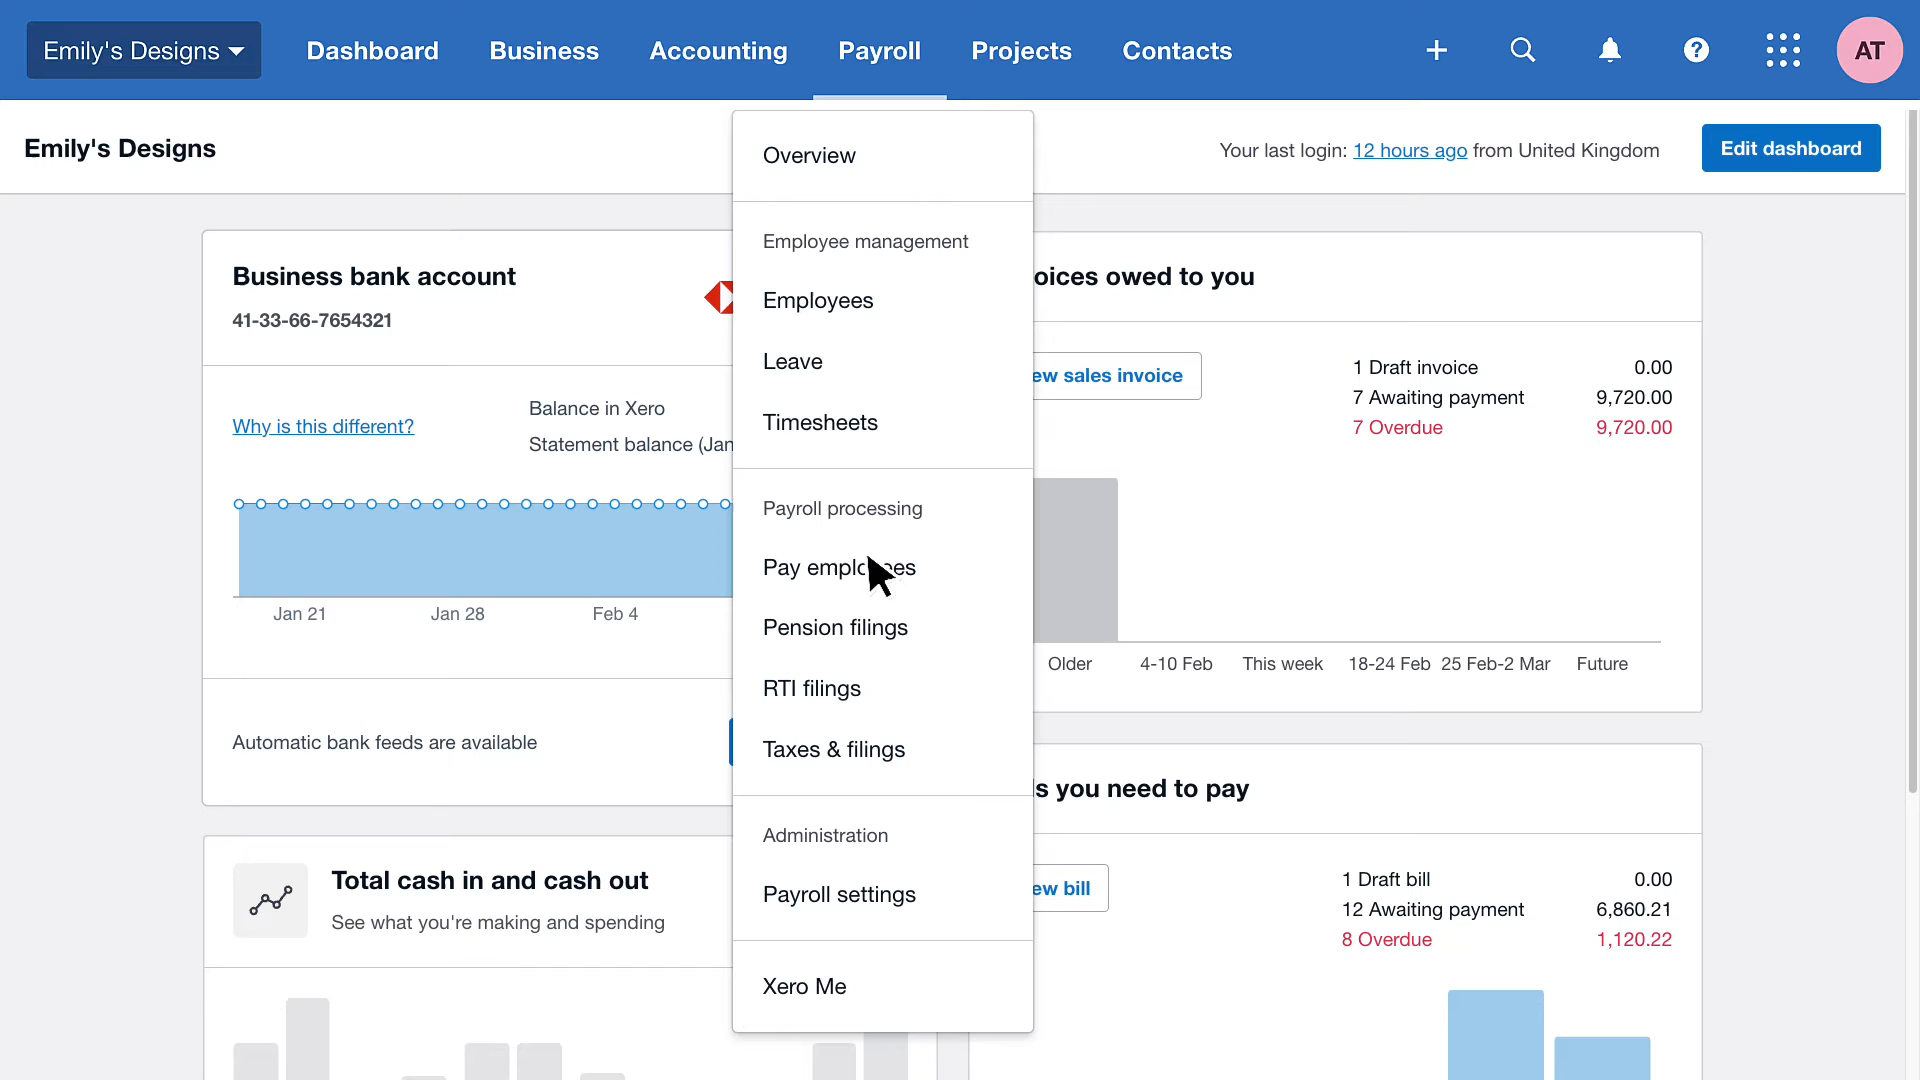 Emily's Designs
Dashboard
Business
Accounting
Payroll
Projects
Contacts
AT
Emily's Designs
Your last login: 12 hours ago from United Kingdom
Edit dashboard
Overview
Employee management
Employees
Leave
Timesheets
Payroll processing
Pay employees
Pension filings
RTI filings
Taxes & filings
Administration
Payroll settings
Xero Me
Business bank account
41-33-66-7654321
Why is this different?
Balance in Xero
Statement balance (Jan
Jan 21 Jan 28 Feb 4
Automatic bank feeds are available
Total cash in and cash out
See what you're making and spending
oices owed to you
ew sales invoice
1 Draft invoice 0.00
7 Awaiting payment 9,720.00
7 Overdue 9,720.00
Older 4-10 Feb This week 18-24 Feb 25 Feb-2 Mar Future
ls you need to pay
ew bill
1 Draft bill 0.00
12 Awaiting payment 6,860.21
8 Overdue 1,120.22